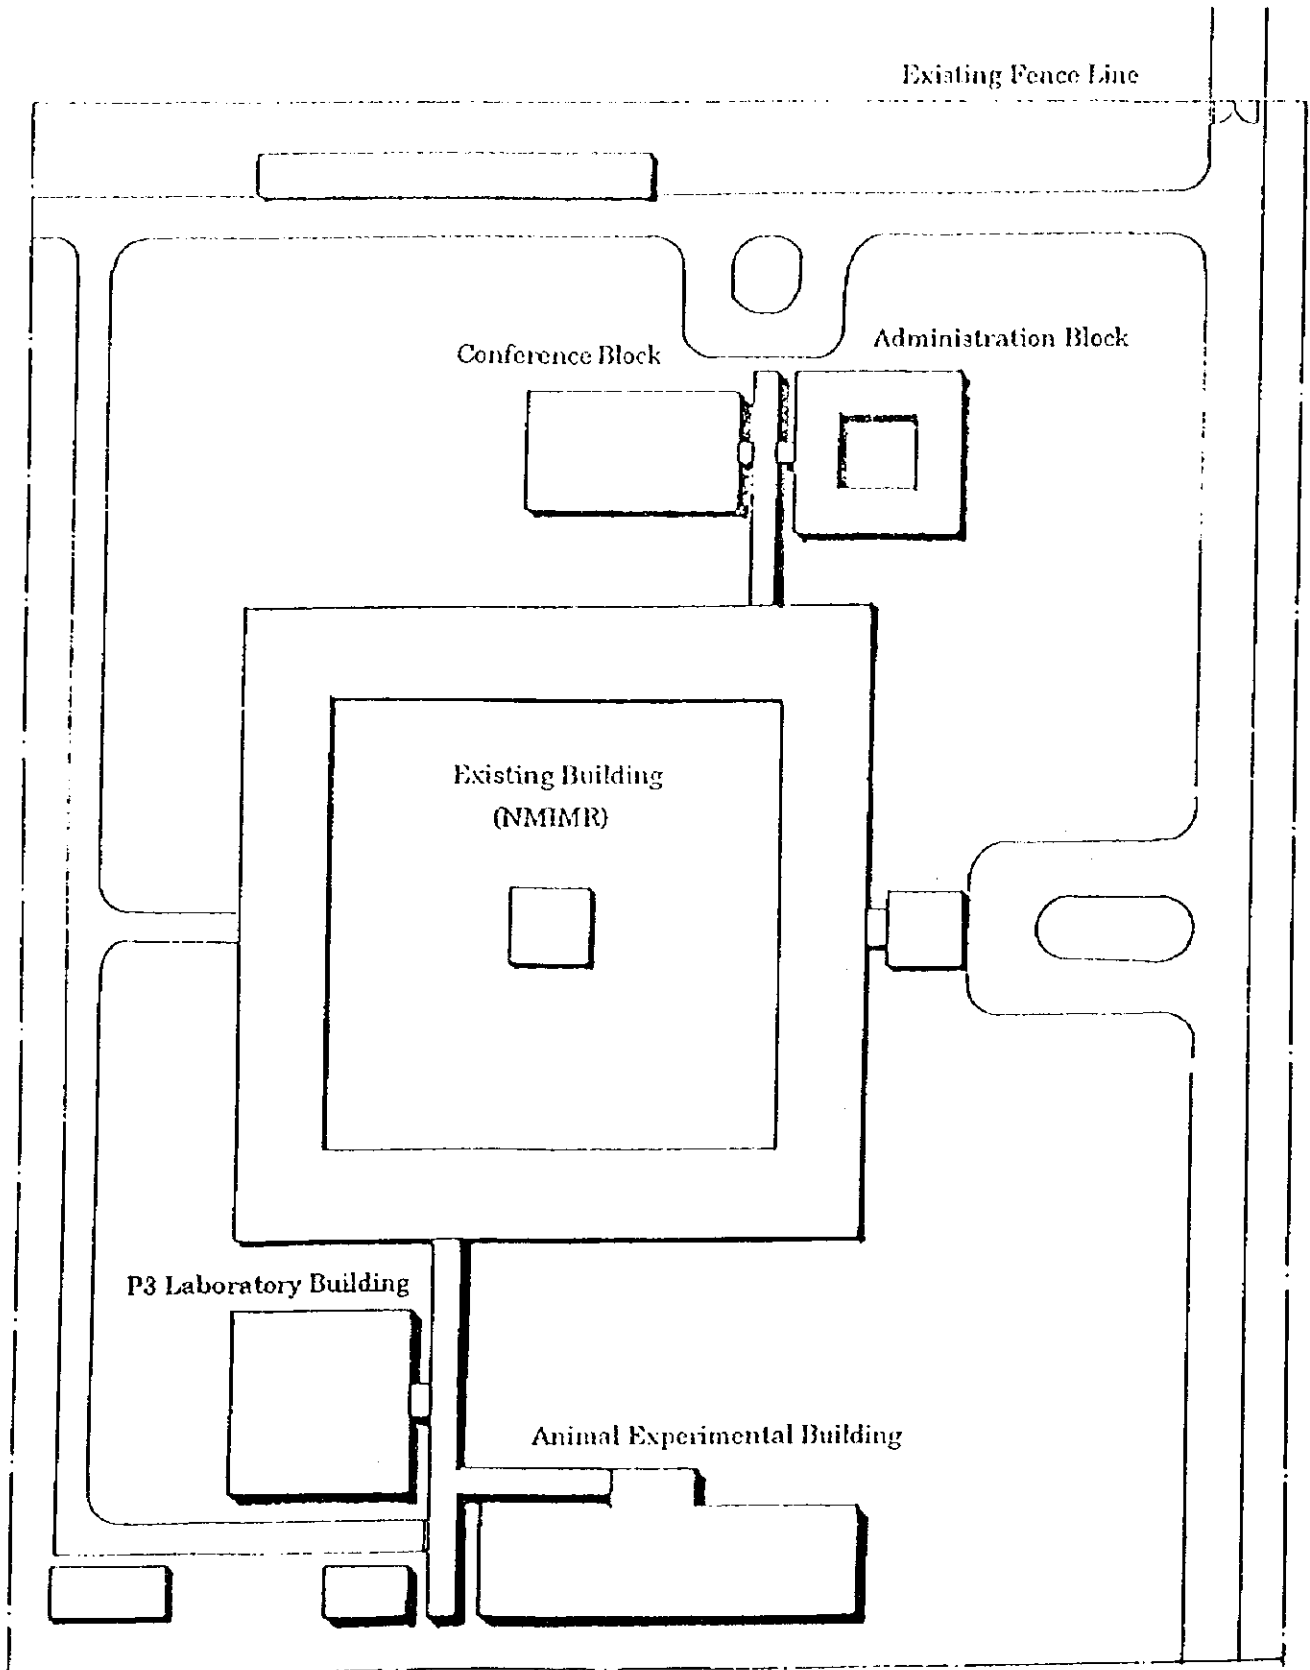 Existing Fence Line
Conference Block
Administration Block
Existing Building
(NMIMR)
P3 Laboratory Building
Animal Experimental Building